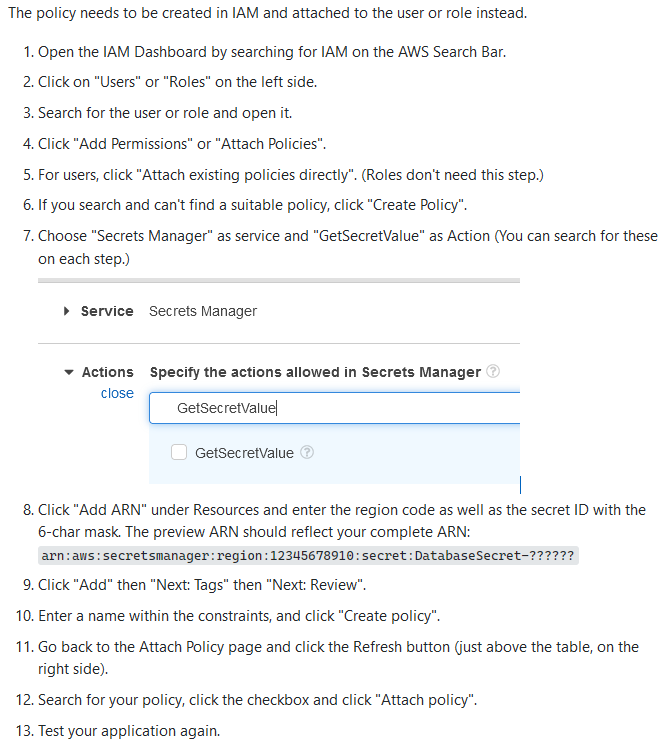 The policy needs to be created in IAM and attached to the user or role instead.
1. Open the IAM Dashboard by searching for IAM on the AWS Search Bar.
2. Click on "Users" or "Roles" on the left side.
3. Search for the user or role and open it.
4. Click "Add Permissions" or "Attach Policies".
5. For users, click "Attach existing policies directly". (Roles don't need this step.)
6. If you search and can't find a suitable policy, click "Create Policy".
7. Choose "Secrets Manager" as service and "GetSecretValue" as Action (You can search for these
on each step.)
Service Secrets Manager
Actions Specify the actions allowed in Secrets Manager ?
close
GetSecretValue
GetSecretValue ?
8. Click "Add ARN" under Resources and enter the region code as well as the secret ID with the
6-char mask. The preview ARN should reflect your complete ARN:
arn:aws:secretsmanager:region:12345678910:secret:DatabaseSecret-??????
9. Click "Add" then "Next: Tags" then "Next: Review".
10. Enter a name within the constraints, and click "Create policy".
11. Go back to the Attach Policy page and click the Refresh button (just above the table, on the
right side).
12. Search for your policy, click the checkbox and click "Attach policy".
13. Test your application again.